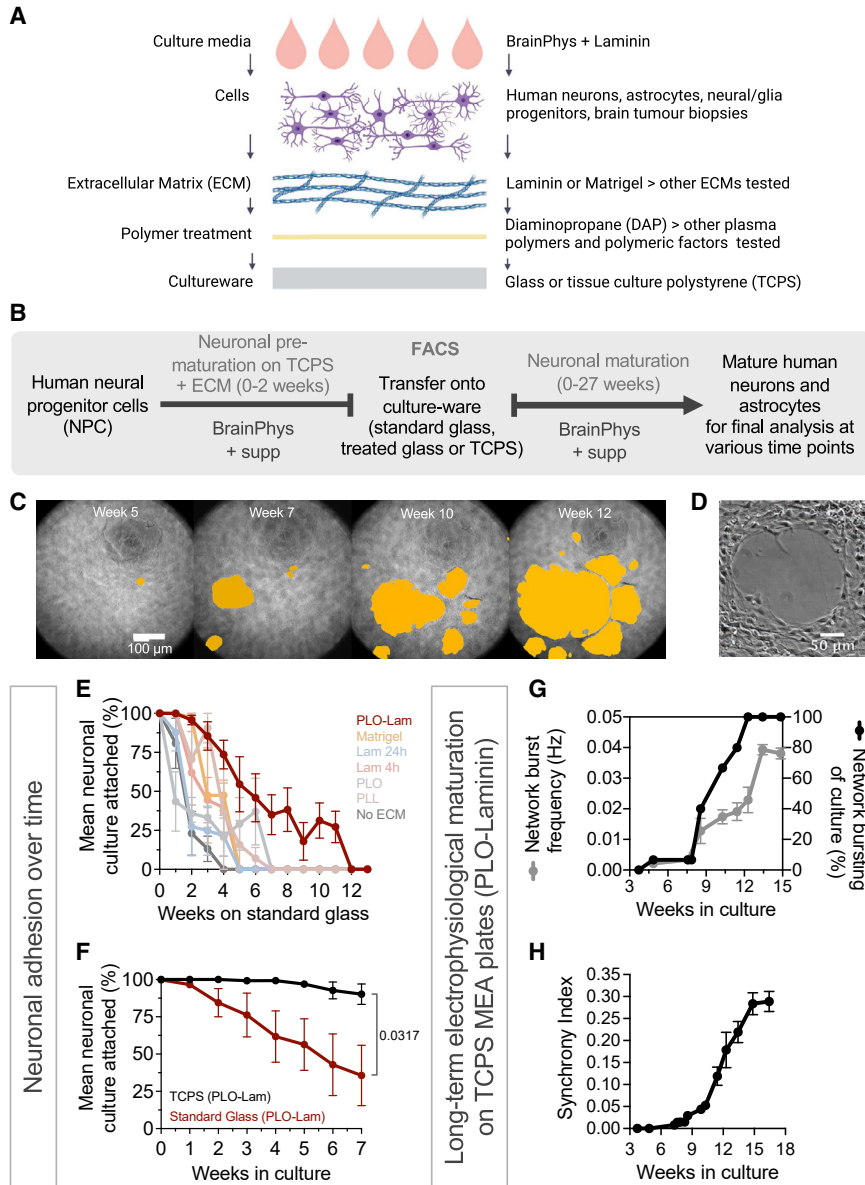 A
Culture media
BrainPhys + Laminin
Cells
Human neurons, astrocytes, neural/glia
progenitors, brain tumour biopsies
Extracellular Matrix (ECM)
Laminin or Matrigel > other ECMs tested
Polymer treatment
Diaminopropane (DAP) > other plasma
polymers and polymeric factors tested
Cultureware
Glass or tissue culture polystyrene (TCPS)
B
Human neural
progenitor cells
(NPC)
Neuronal pre-
maturation on TCPS
+ ECM (0-2 weeks)
BrainPhys
+ supp
FACS
Transfer onto
culture-ware
(standard glass,
treated glass or TCPS)
Neuronal maturation
(0-27 weeks)
BrainPhys
+ supp
Mature human
neurons and
astrocytes
for final analysis at
various time points
C
Week 5
Week 7
Week 10
Week 12
100 µm
D
50 µm
Neuronal adhesion over time
E
Mean neuronal
culture attached (%)
100
75
50
25
0
0 2 4 6 8 10 12
Weeks on standard glass
PLO-Lam
Matrigel
Lam 24h
Lam 4h
PLO
PLL
No ECM
F
Mean neuronal
culture attached (%)
100
75
50
25
0
0 1 2 3 4 5 6 7
Weeks in culture
TCPS (PLO-Lam)
Standard Glass (PLO-Lam)
0.0317
Long-term electrophysiological maturation
on TCPS MEA plates (PLO-Laminin)
G
Network burst
frequency (Hz)
0.05
0.04
0.03
0.02
0.01
0.00
100
80
60
40
20
0
Network bursting
of culture (%)
3 6 9 12 15
Weeks in culture
H
Synchrony Index
0.30
0.25
0.20
0.15
0.10
0.05
0.00
3 6 9 12 15 18
Weeks in culture